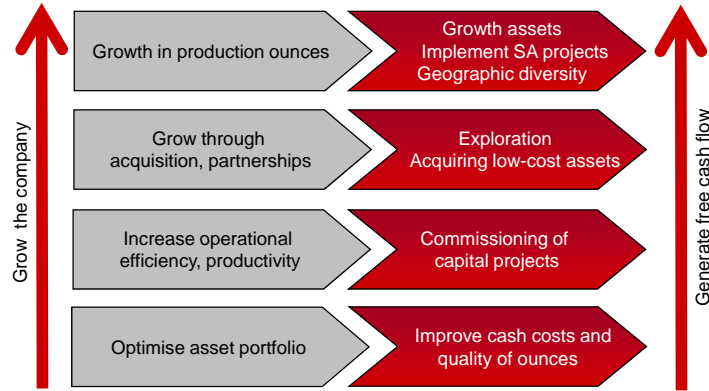 Grow the company
Growth in production ounces
Growth assets
Implement SA projects
Geographic diversity
Grow through
acquisition, partnerships
Exploration
Acquiring low-cost assets
Increase operational
efficiency, productivity
Commissioning of
capital projects
Optimise asset portfolio
Improve cash costs and
quality of ounces
Generate free cash flow